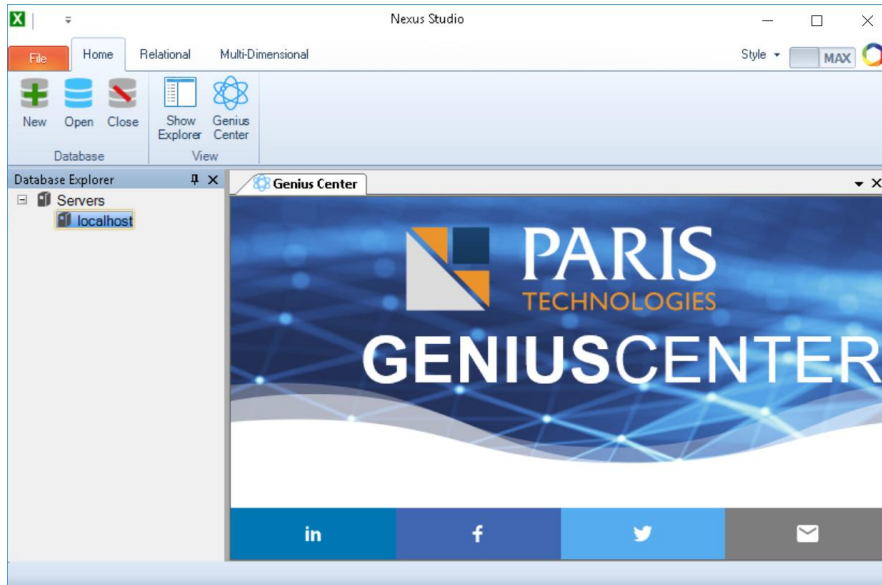 Nexus Studio
File Home Relational Multi-Dimensional Style MAX
New Open Close Show Explorer Genius Center
Database View
Database Explorer
Servers
localhost
Genius Center
PARIS
TECHNOLOGIES
GENIUSCENTER
in f